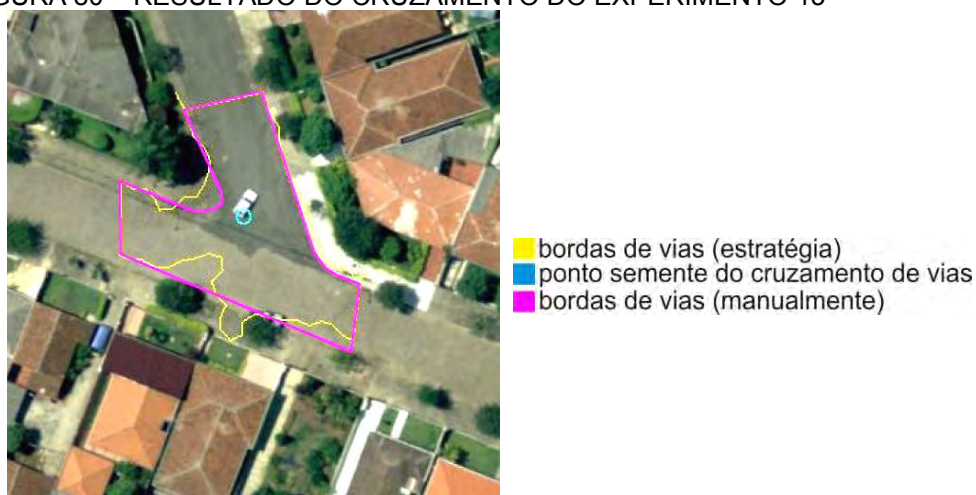 RESULTADO DO CRUZAMENTO DO EXPERIMENTO
bordas de vias (estratégia)
ponto semente do cruzamento de vias
bordas de vias (manualmente)